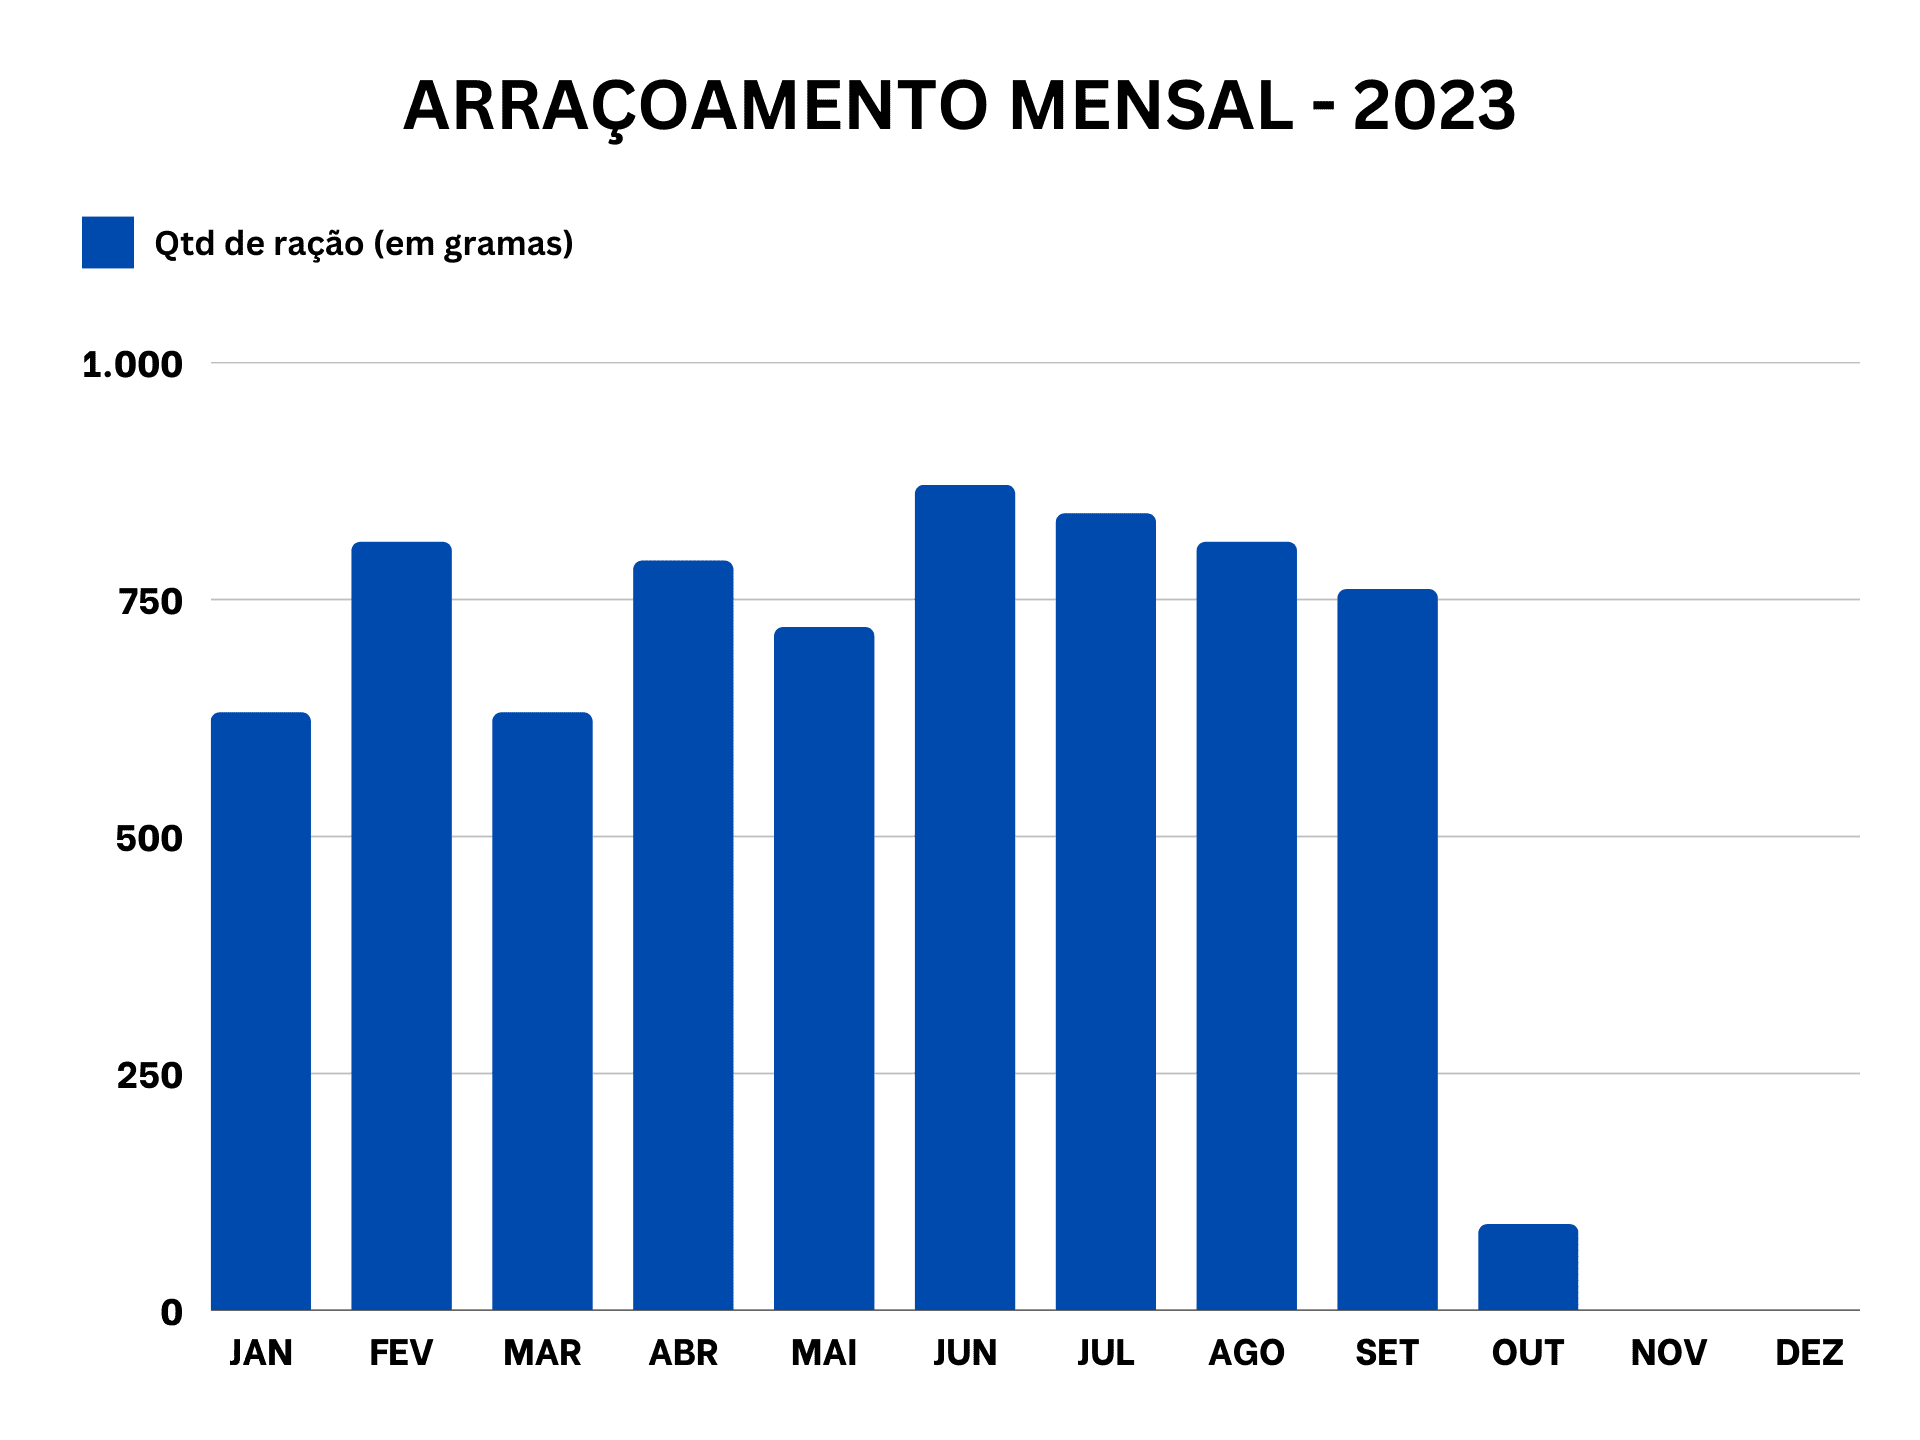 ARRAÇOAMENTO MENSAL - 2023
Qtd de ração (em gramas)
1.000
750
500
250
0
JAN FEV MAR ABR MAI JUN JUL AGO SET OUT NOV DEZ